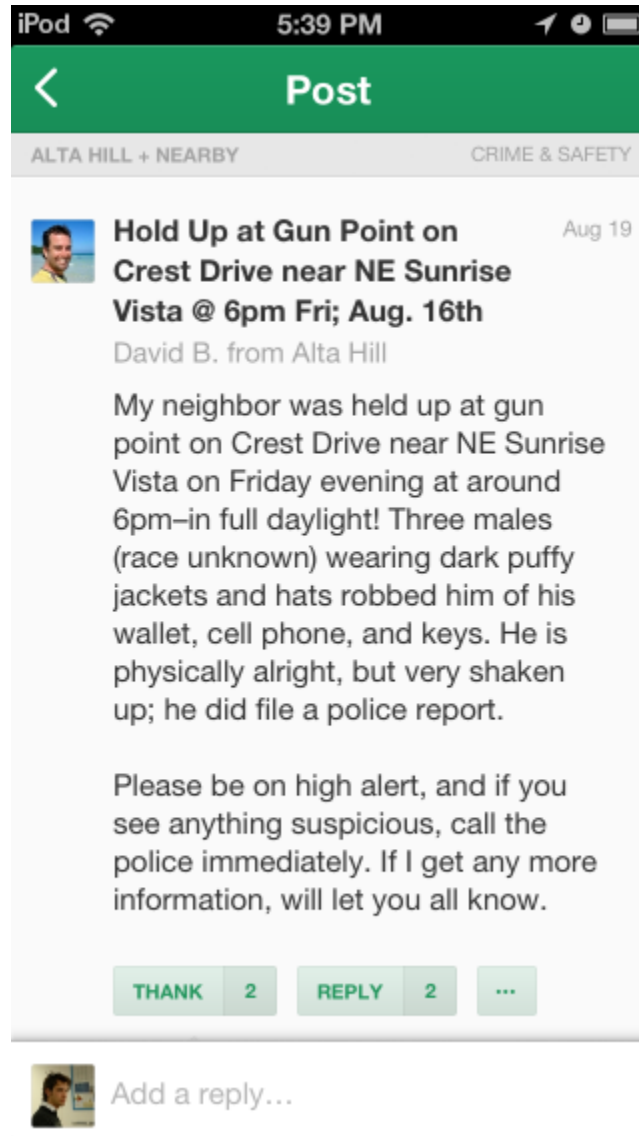 iPod 5:39 PM
Post
ALTA HILL + NEARBY CRIME & SAFETY
Hold Up at Gun Point on Aug 19
Crest Drive near NE Sunrise
Vista @ 6pm Fri; Aug. 16th
David B. from Alta Hill
My neighbor was held up at gun
point on Crest Drive near NE Sunrise
Vista on Friday evening at around
6pm–in full daylight! Three males
(race unknown) wearing dark puffy
jackets and hats robbed him of his
wallet, cell phone, and keys. He is
physically alright, but very shaken
up; he did file a police report.
Please be on high alert, and if you
see anything suspicious, call the
police immediately. If I get any more
information, will let you all know.
THANK 2 REPLY 2 ...
Add a reply…